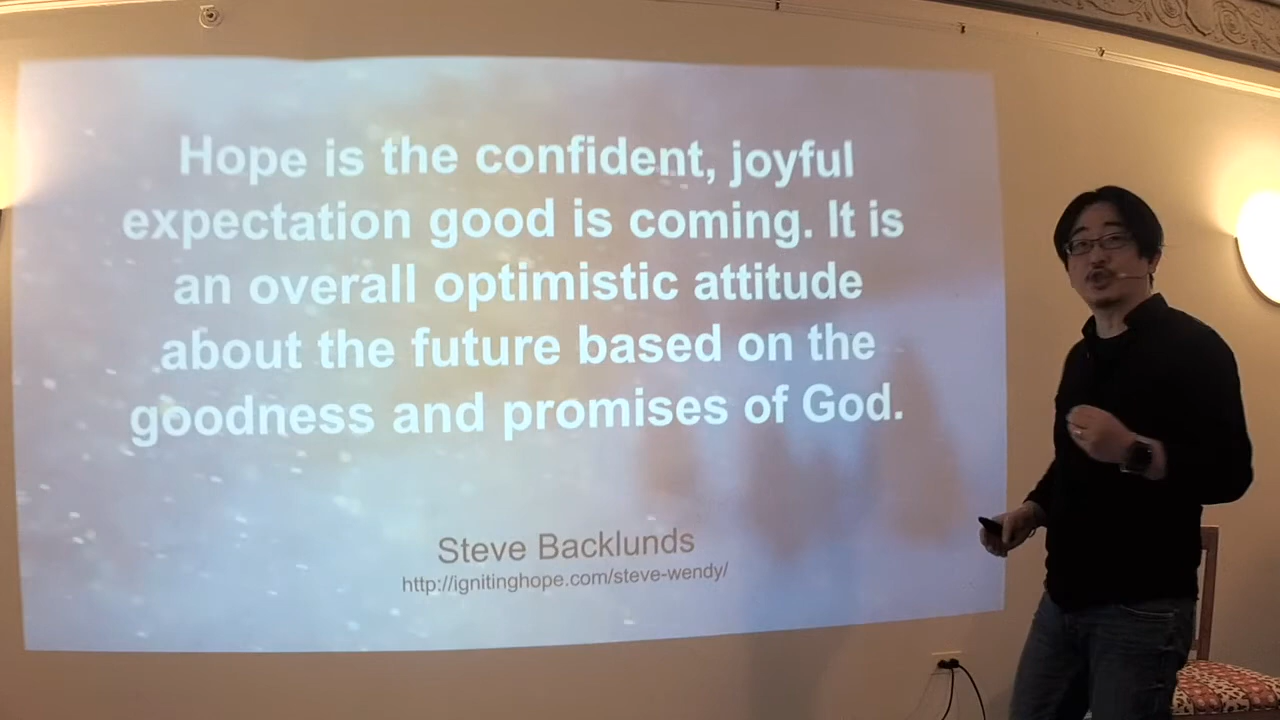 Hope is the confident, joyful
expectation good is coming. It is
an overall optimistic attitude
about the future based on the
goodness and promises of God.
Steve Backlunds
http://ignitinghope.com/steve-wendy/